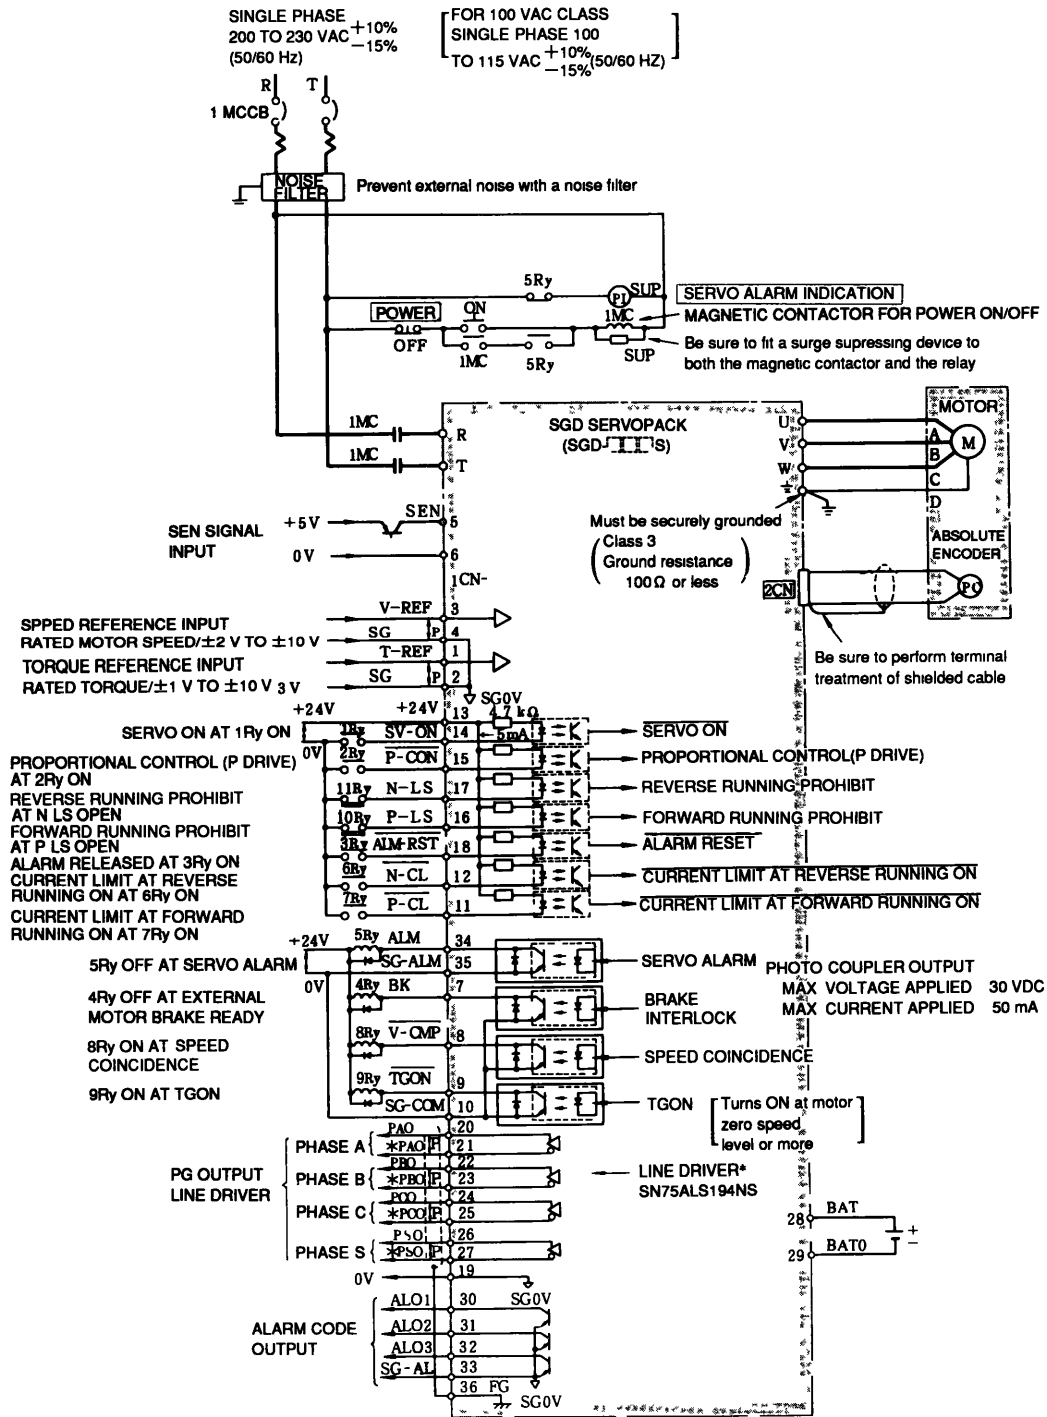 SINGLE PHASE
200 TO 230 VAC +10% −15%
(50/60 Hz)
FOR 100 VAC CLASS
SINGLE PHASE 100
TO 115 VAC +10% −15% (50/60 HZ)
R T
1 MCCB
NOISE
FILTER
Prevent external noise with a noise filter
5Ry PI SUP
SERVO ALARM INDICATION
POWER ON 1MC
MAGNETIC CONTACTOR FOR POWER ON/OFF
OFF 1MC 5Ry SUP
Be sure to fit a surge supressing device to
both the magnetic contactor and the relay
1MC R
1MC T
SGD SERVOPACK
(SGD- S)
U
V
W
MOTOR
A M
B
C
D
Must be securely grounded
Class 3
Ground resistance
100Ω or less
ABSOLUTE
ENCODER
2CN PG
Be sure to perform terminal
treatment of shielded cable
SEN SIGNAL
INPUT
+5V SEN 5
0V 6
1CN-
SPPED REFERENCE INPUT V-REF 3
RATED MOTOR SPEED/±2 V TO ±10 V SG P 4
TORQUE REFERENCE INPUT T-REF 1
RATED TORQUE/±1 V TO ±10 V 3V SG P 2
SG0V
+24V +24V 13 4.7 kΩ
SERVO ON AT 1Ry ON 1Ry SV-ON 14 5mA SERVO ON
0V
PROPORTIONAL CONTROL (P DRIVE)
AT 2Ry ON
2Ry P-CON 15 PROPORTIONAL CONTROL(P DRIVE)
REVERSE RUNNING PROHIBIT
AT N LS OPEN
11Ry N-LS 17 REVERSE RUNNING PROHIBIT
FORWARD RUNNING PROHIBIT
AT P LS OPEN
10Ry P-LS 16 FORWARD RUNNING PROHIBIT
ALARM RELEASED AT 3Ry ON 3Ry ALM-RST 18 ALARM RESET
CURRENT LIMIT AT REVERSE
RUNNING ON AT 6Ry ON
6Ry N-CL 12 CURRENT LIMIT AT REVERSE RUNNING ON
CURRENT LIMIT AT FORWARD
RUNNING ON AT 7Ry ON
7Ry P-CL 11 CURRENT LIMIT AT FORWARD RUNNING ON
+24V 5Ry ALM 34
5Ry OFF AT SERVO ALARM SG-ALM 35 SERVO ALARM
0V
PHOTO COUPLER OUTPUT
MAX VOLTAGE APPLIED 30 VDC
MAX CURRENT APPLIED 50 mA
4Ry OFF AT EXTERNAL
MOTOR BRAKE READY
4Ry BK 7
BRAKE
INTERLOCK
8Ry ON AT SPEED
COINCIDENCE
8Ry V-CMP 8 SPEED COINCIDENCE
9Ry ON AT TGON 9Ry TGON 9
SG-COM 10 TGON
Turns ON at motor
zero speed
level or more
PG OUTPUT
LINE DRIVER
PHASE A PAO 20
*PAO P 21
PHASE B PBO 22
*PBO P 23
PHASE C PCO 24
*PCO P 25
PHASE S PSO 26
*PSO P 27
LINE DRIVER*
SN75ALS194NS
28 BAT +
29 BAT0 −
0V 19 SG0V
ALARM CODE
OUTPUT
ALO1 30
ALO2 31
ALO3 32
SG-AL 33
36 FG SG0V